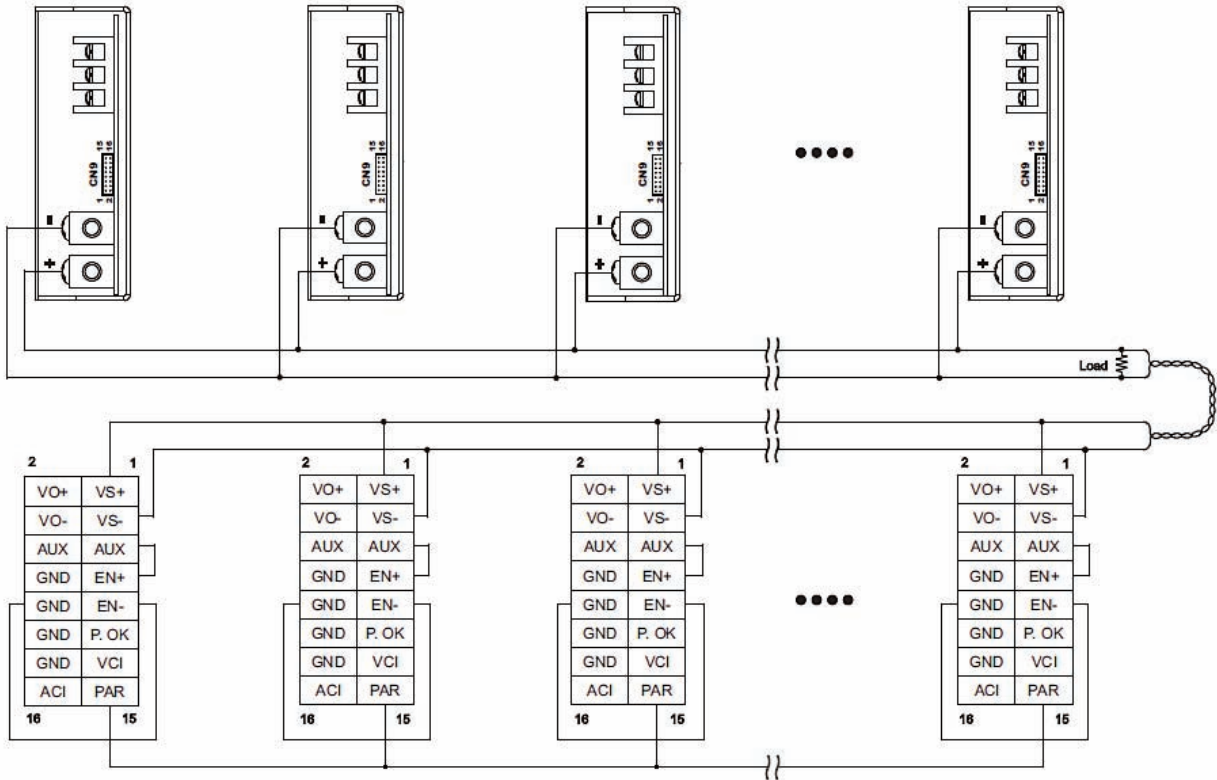 15 16 15 16 15 16 15 16
CN9 CN9 CN9 CN9
1 2 1 2 1 2 1 2
- - - -
+ + + +
Load
2 1 2 1 2 1 2 1
VO+ VS+ VO+ VS+ VO+ VS+ VO+ VS+
VO- VS- VO- VS- VO- VS- VO- VS-
AUX AUX AUX AUX AUX AUX AUX AUX
GND EN+ GND EN+ GND EN+ GND EN+
GND EN- GND EN- GND EN- GND EN-
GND P. OK GND P. OK GND P. OK GND P. OK
GND VCI GND VCI GND VCI GND VCI
ACI PAR ACI PAR ACI PAR ACI PAR
16 15 16 15 16 15 16 15